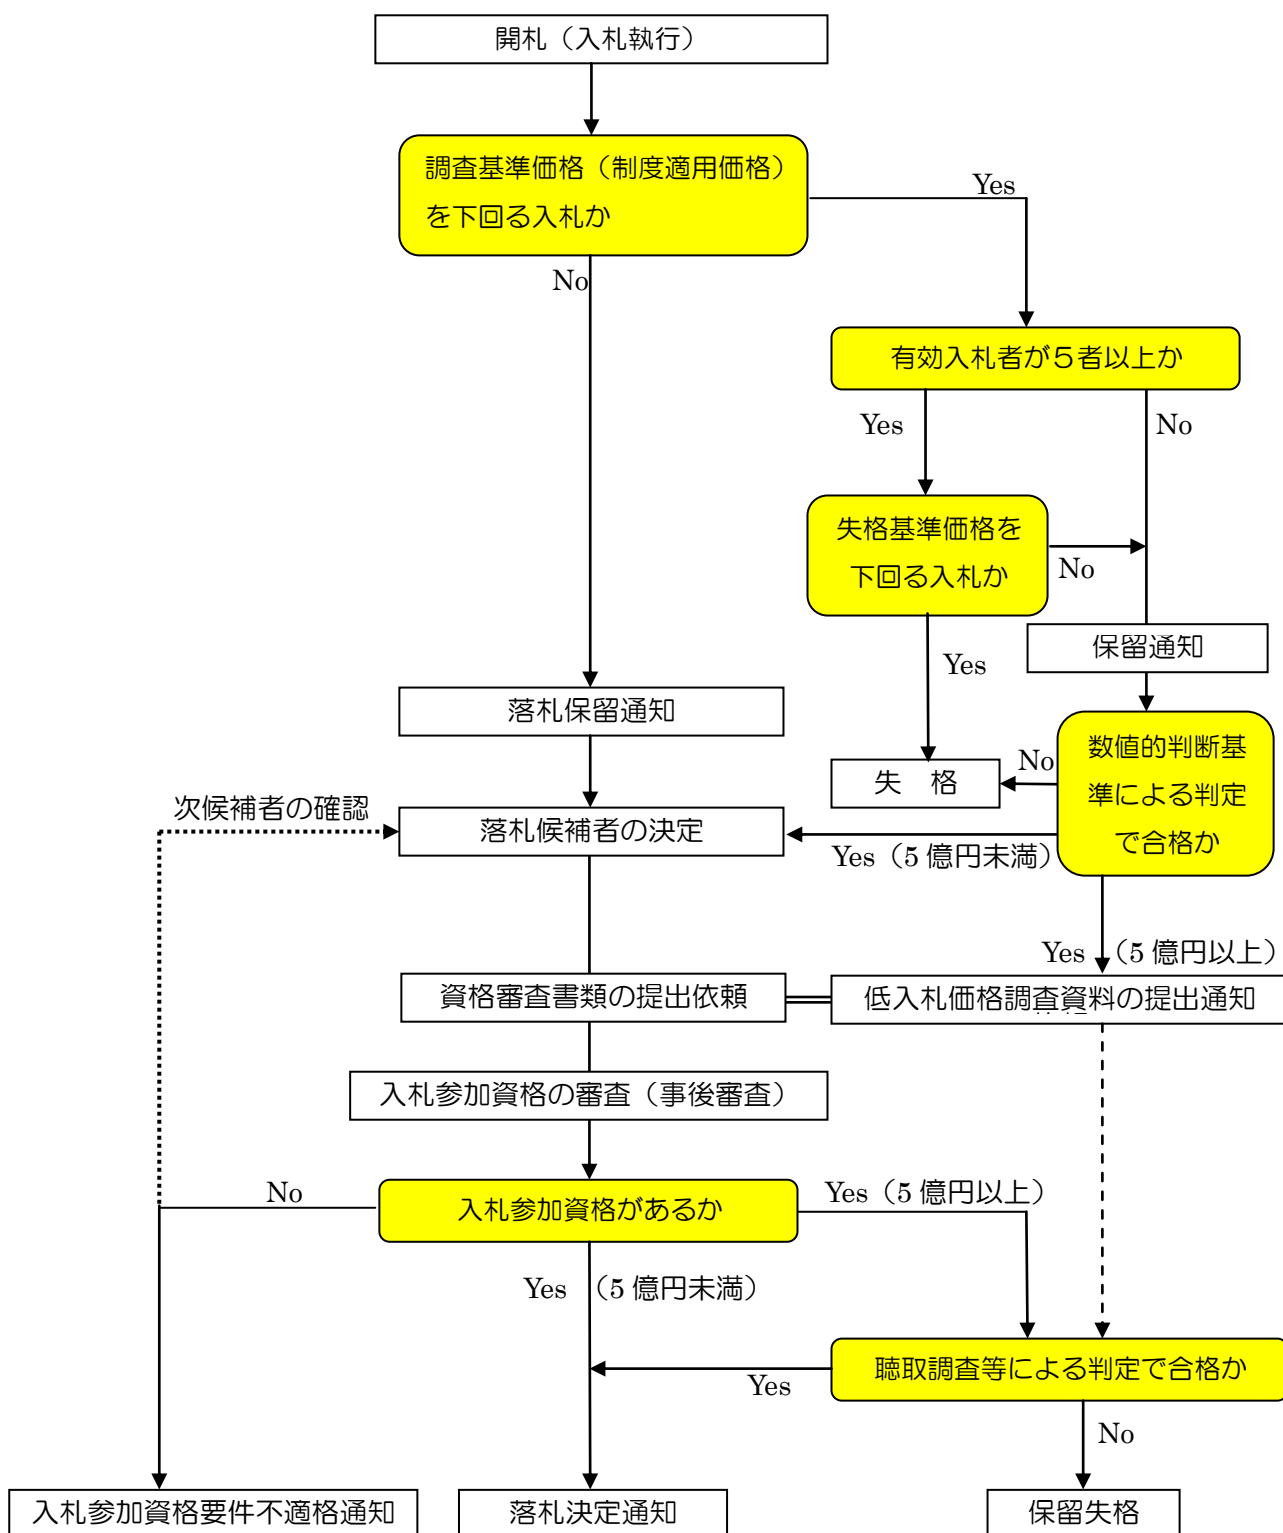 開札（入札執行）
調査基準価格（制度適用価格）
を下回る入札か
Yes
No
有効入札者が５者以上か
Yes
No
失格基準価格を
下回る入札か
No
Yes
保留通知
落札保留通知
数値的判断基
準による判定
で合格か
No
失　格
次候補者の確認
落札候補者の決定
Yes（5 億円未満）
Yes（5 億円以上）
資格審査書類の提出依頼
低入札価格調査資料の提出通知
入札参加資格の審査（事後審査）
No
入札参加資格があるか
Yes（5 億円以上）
Yes（5 億円未満）
聴取調査等による判定で合格か
Yes
No
入札参加資格要件不適格通知
落札決定通知
保留失格